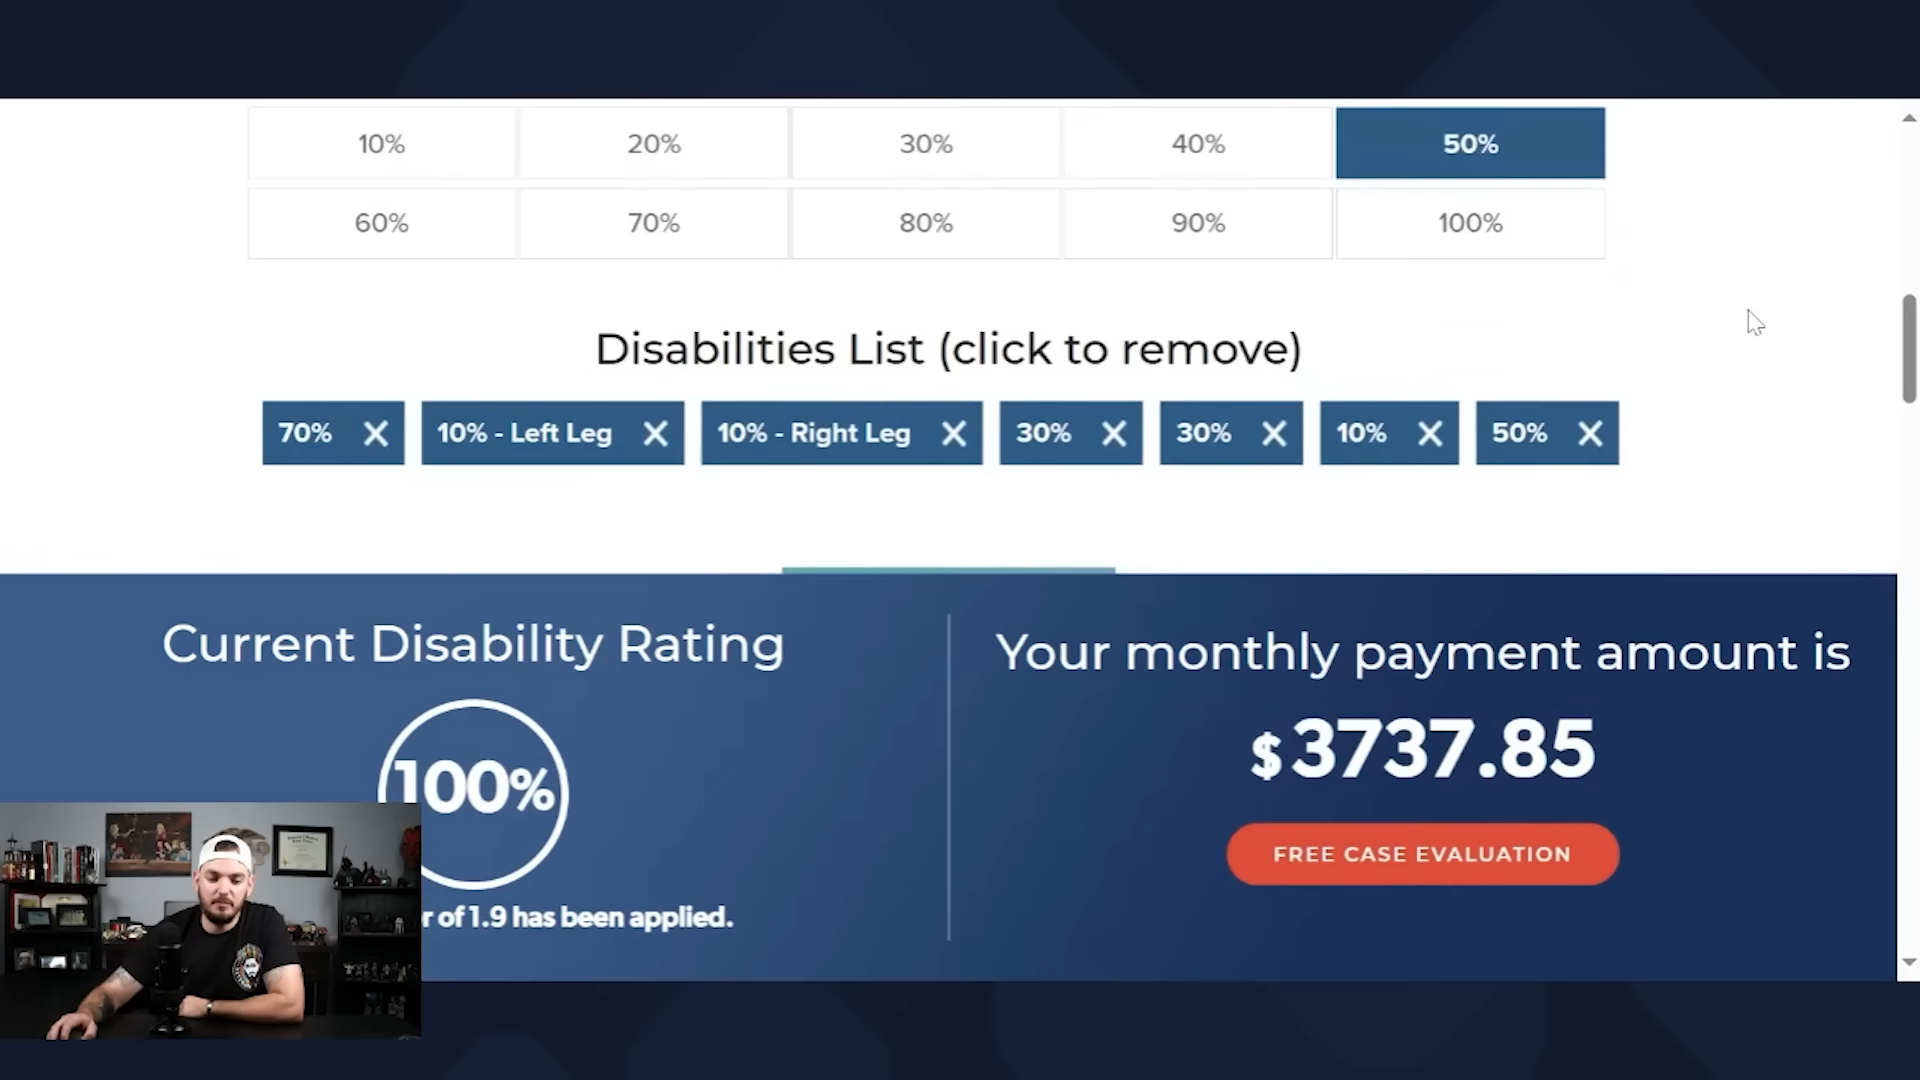 10% 20% 30% 40% 50%
60% 70% 80% 90% 100%
Disabilities List (click to remove)
70% 10% - Left Leg 10% - Right Leg 30% 30% 10% 50%
Current Disability Rating
100%
of 1.9 has been applied.
Your monthly payment amount is
$3737.85
FREE CASE EVALUATION